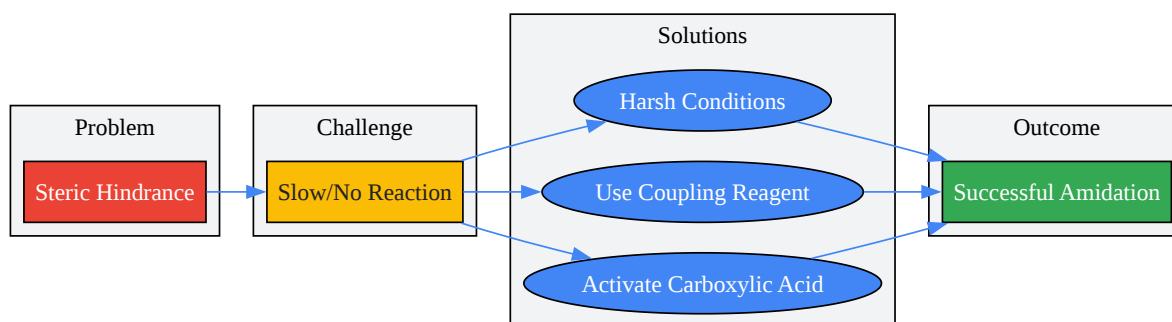 Problem
Steric Hindrance
Challenge
Slow/No Reaction
Solutions
Harsh Conditions
Use Coupling Reagent
Activate Carboxylic Acid
Outcome
Successful Amidation